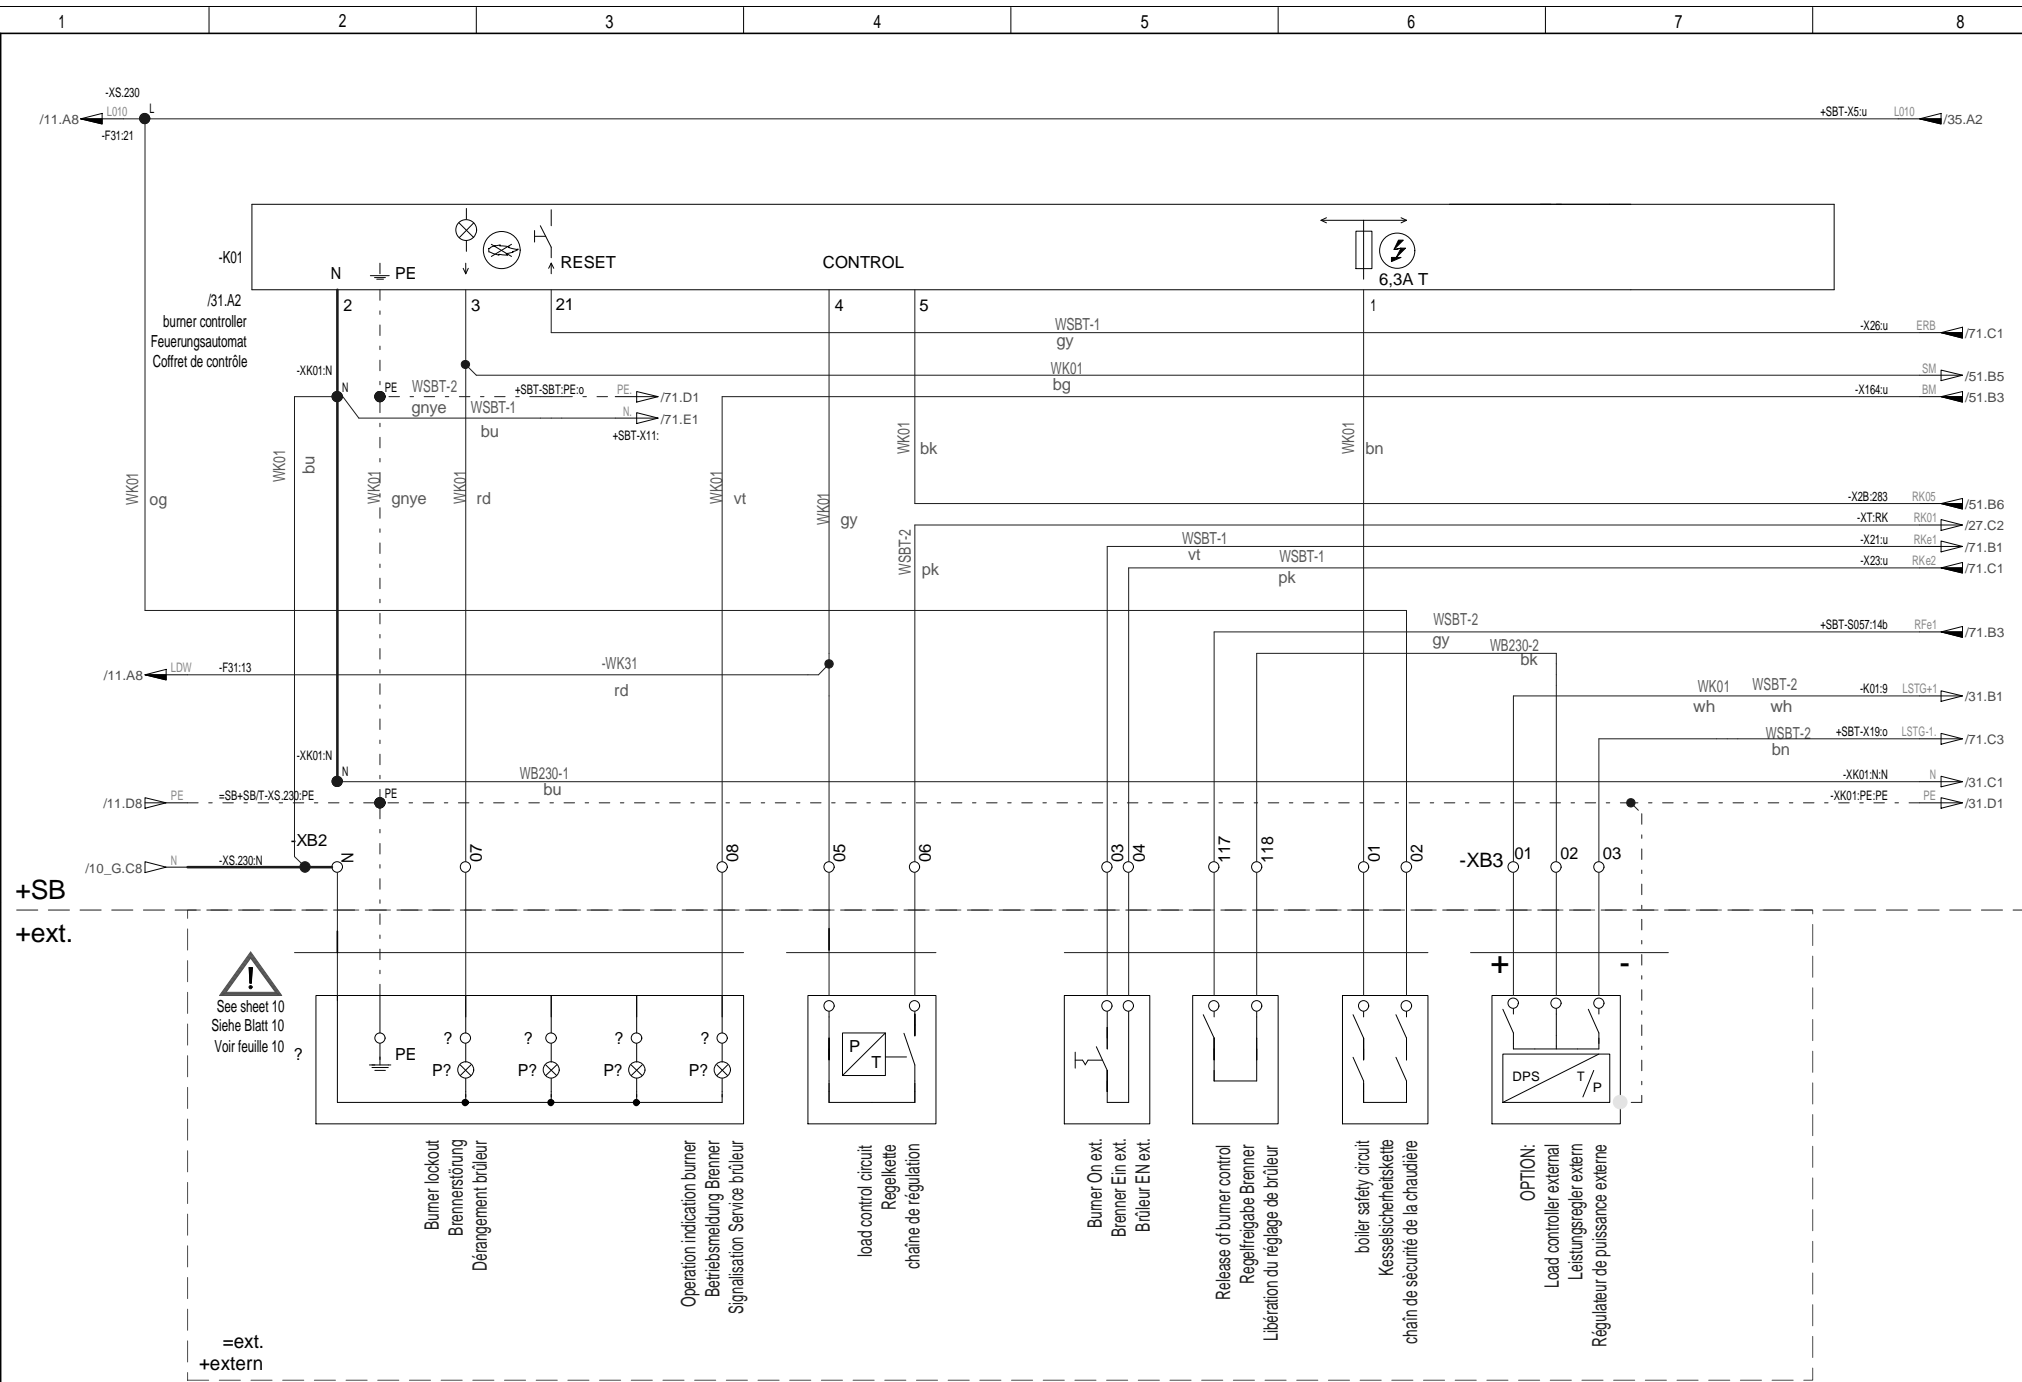 1 2 3 4 5 6 7 8
-XS.230
/11.A8 L010 L
-F31:21
+SBT-X5:u L010 /35.A2
-K01
N PE RESET CONTROL 6,3A T
/31.A2
burner controller
Feuerungsautomat
Coffret de contrôle
2 3 21 4 5 1
WSBT-1
gy
-X26:u ERB /71.C1
WK01
bg
SM /51.B5
-X164:u BM /51.B3
-XK01:N
N PE WSBT-2
gnye
+SBT-SBT:PE:o PE. /71.D1
WSBT-1
bu
N. /71.E1
+SBT-X11:
WK01 og
WK01 bu
WK01 gnye
WK01 rd
WK01 vt
WK01 gy
WK01 bk
WK01 bn
WSBT-2 pk
-X2B:283 RK05 /51.B6
-XT:RK RK01 /27.C2
WSBT-1
vt
-X21:u RKe1 /71.B1
WSBT-1
pk
-X23:u RKe2 /71.C1
WSBT-2
gy
+SBT-S057:14b RFe1 /71.B3
WB230-2
bk
/11.A8 LDW -F31:13
-WK31
rd
WK01 WSBT-2
wh wh
-K01:9 LSTG+1 /31.B1
WSBT-2
bn
+SBT-X19:o LSTG-1. /71.C3
-XK01:N
N
WB230-1
bu
-XK01:N:N N /31.C1
/11.D8 PE =SB+SB/T-XS.230:PE PE
-XK01:PE:PE PE /31.D1
-XB2
/10_G.C8 N -XS.230:N
N 07 08 05 06 03 04 117 118 01 02
-XB3 01 02 03
+SB
+ext.
+ -
!
See sheet 10
Siehe Blatt 10
Voir feuille 10
?
PE
? ? ? ?
P? P? P? P?
P
T
DPS T/P
Burner lockout
Brennerstörung
Dérangement brûleur
Operation indication burner
Betriebsmeldung Brenner
Signalisation Service brûleur
load control circuit
Regelkette
chaîne de régulation
Burner On ext.
Brenner Ein ext.
Brûleur EN ext.
Release of burner control
Regelfreigabe Brenner
Libération du réglage de brûleur
boiler safety circuit
Kesselsicherheitskette
chaîn de sècurité de la chaudière
OPTION:
Load controller external
Leistungsregler extern
Régulateur de puissance externe
=ext.
+extern